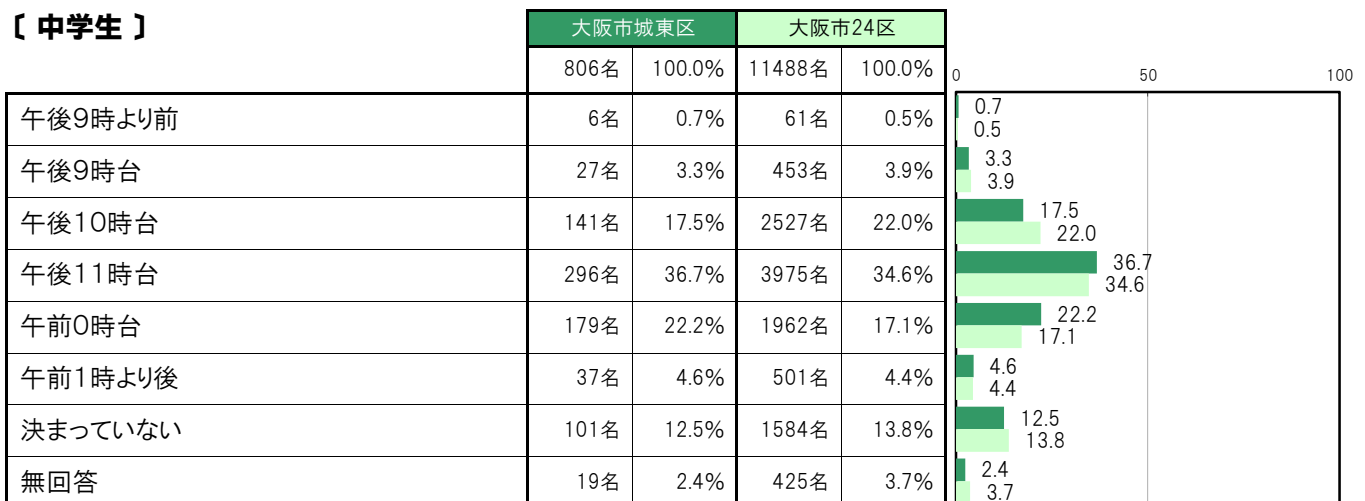 〔 中学生 〕
大阪市城東区 大阪市24区
806名 100.0% 11488名 100.0% 0 50 100
午後9時より前 6名 0.7% 61名 0.5% 0.7
0.5
午後9時台 27名 3.3% 453名 3.9% 3.3
3.9
午後10時台 141名 17.5% 2527名 22.0% 17.5
22.0
午後11時台 296名 36.7% 3975名 34.6% 36.7
34.6
午前0時台 179名 22.2% 1962名 17.1% 22.2
17.1
午前1時より後 37名 4.6% 501名 4.4% 4.6
4.4
決まっていない 101名 12.5% 1584名 13.8% 12.5
13.8
無回答 19名 2.4% 425名 3.7% 2.4
3.7